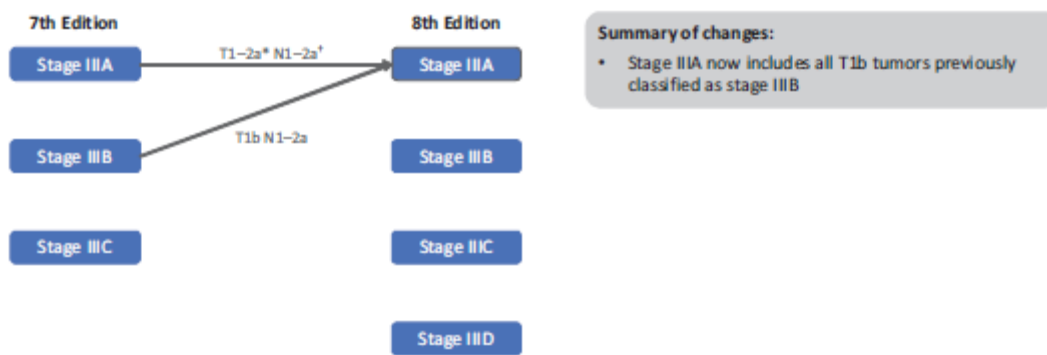 7th Edition
8th Edition
Summary of changes:
• Stage IIIA now includes all T1b tumors previously
classified as stage IIIB
Stage IIIA
T1–2a* N1–2a†
Stage IIIA
T1b N1–2a
Stage IIIB
Stage IIIB
Stage IIIC
Stage IIIC
Stage IIID